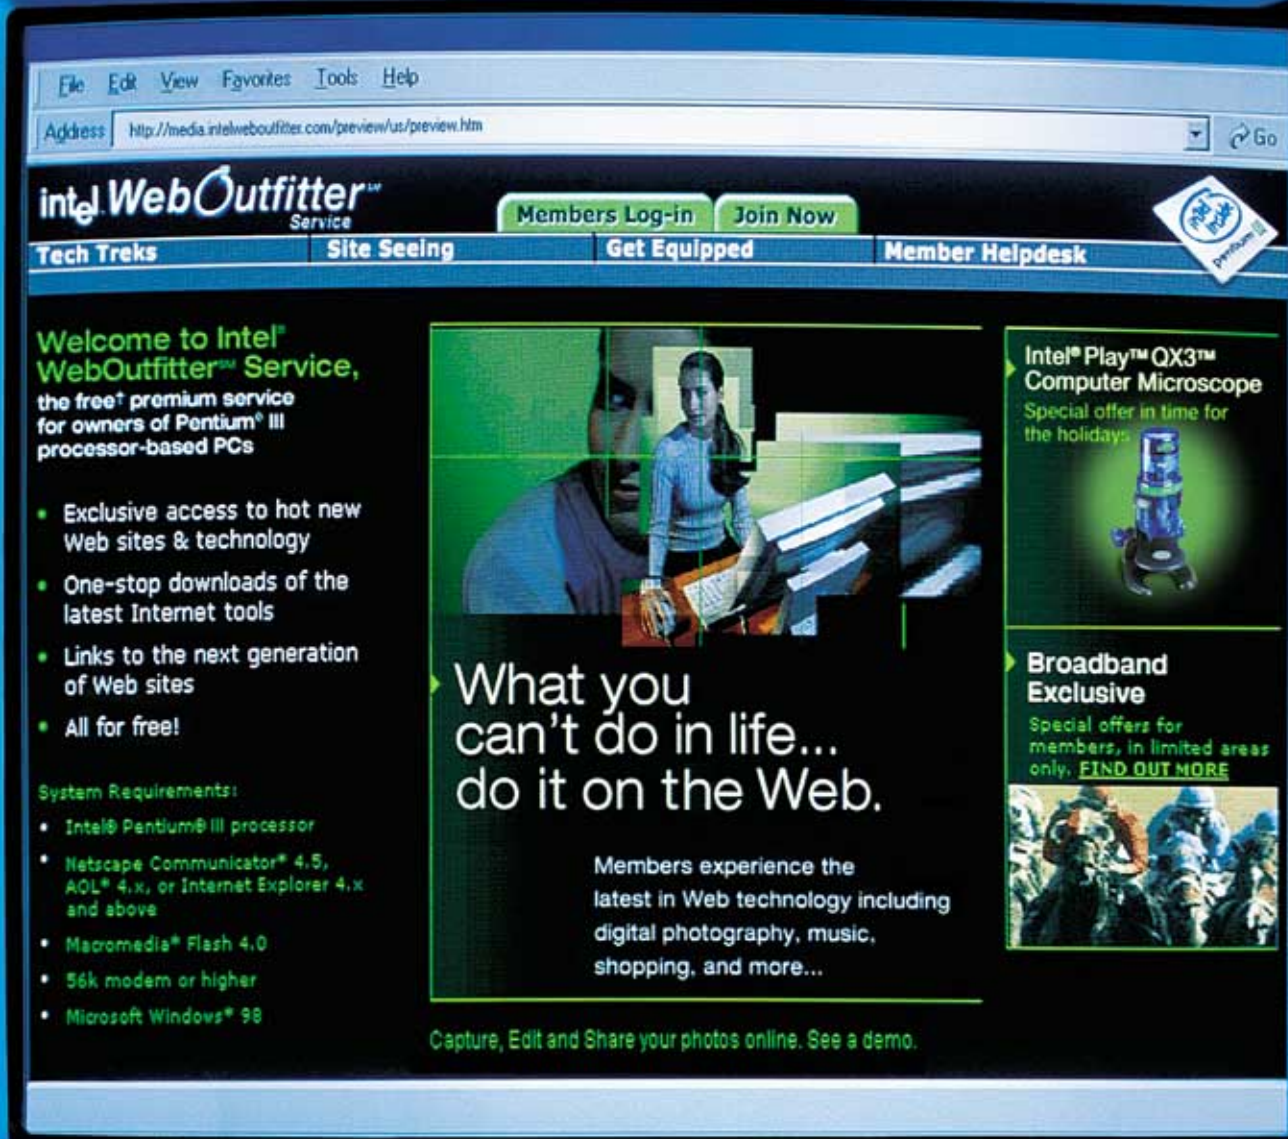 File Edit View Favorites Tools Help
Address http://media.intelweboutfitter.com/preview/us/preview.htm Go
intel. WebOutfitter℠
Service
Members Log-in Join Now
intel inside pentium III
Tech Treks Site Seeing Get Equipped Member Helpdesk
Welcome to Intel®
WebOutfitter℠ Service,
the free† premium service
for owners of Pentium® III
processor-based PCs
• Exclusive access to hot new
Web sites & technology
• One-stop downloads of the
latest Internet tools
• Links to the next generation
of Web sites
• All for free!
System Requirements:
• Intel® Pentium® III processor
• Netscape Communicator* 4.5,
AOL* 4.x, or Internet Explorer 4.x
and above
• Macromedia* Flash 4.0
• 56k modem or higher
• Microsoft Windows* 98
What you
can't do in life...
do it on the Web.
Members experience the
latest in Web technology including
digital photography, music,
shopping, and more...
Capture, Edit and Share your photos online. See a demo.
Intel® Play™ QX3™
Computer Microscope
Special offer in time for
the holidays
Broadband
Exclusive
Special offers for
members, in limited areas
only. FIND OUT MORE